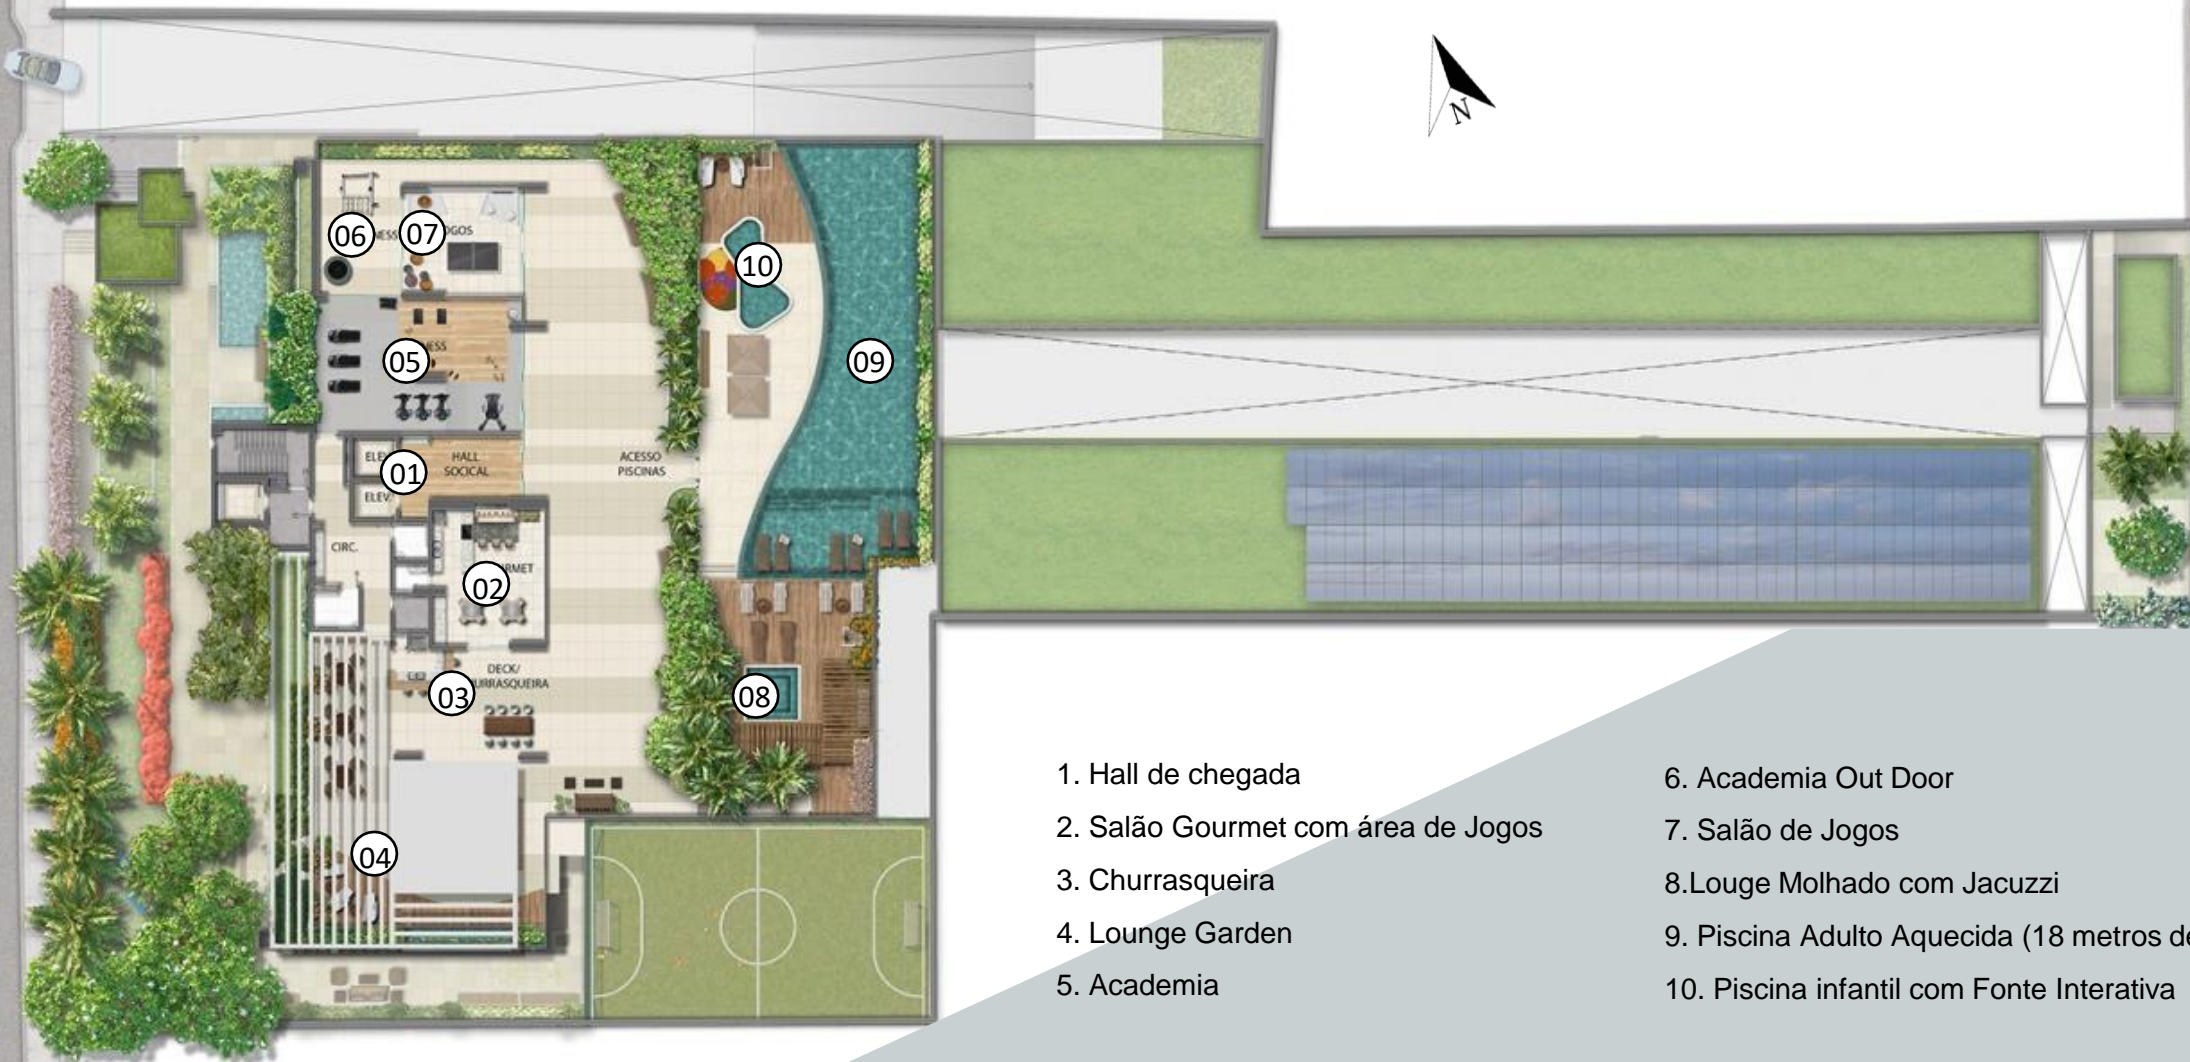 N
06
07
10
05
09
ELEV.
01
HALL
SOCICAL
ELEV.
ACESSO
PISCINAS
CIRC.
02
DECK/
03
08
04
1. Hall de chegada
2. Salão Gourmet com área de Jogos
3. Churrasqueira
4. Lounge Garden
5. Academia
6. Academia Out Door
7. Salão de Jogos
8.Louge Molhado com Jacuzzi
9. Piscina Adulto Aquecida (18 metros de
10. Piscina infantil com Fonte Interativa